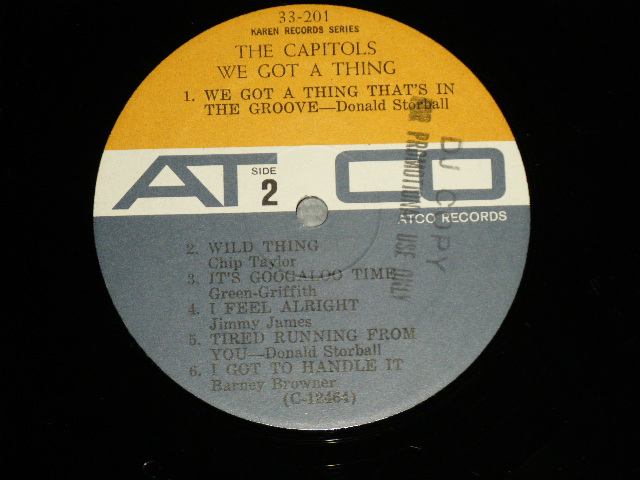 33-201
KAREN RECORDS SERIES
THE CAPITOLS
WE GOT A THING
1. WE GOT A THING THAT'S IN
THE GROOVE—Donald Storball
AT CO
SIDE
2
ATCO RECORDS
DJ COPY
FOR PROMOTIONAL USE ONLY
2. WILD THING
Chip Taylor
3. IT'S GOOGALOO TIME
Green-Griffith
4. I FEEL ALRIGHT
Jimmy James
5. TIRED RUNNING FROM
YOU—Donald Storball
6. I GOT TO HANDLE IT
Barney Browner
(C-12464)